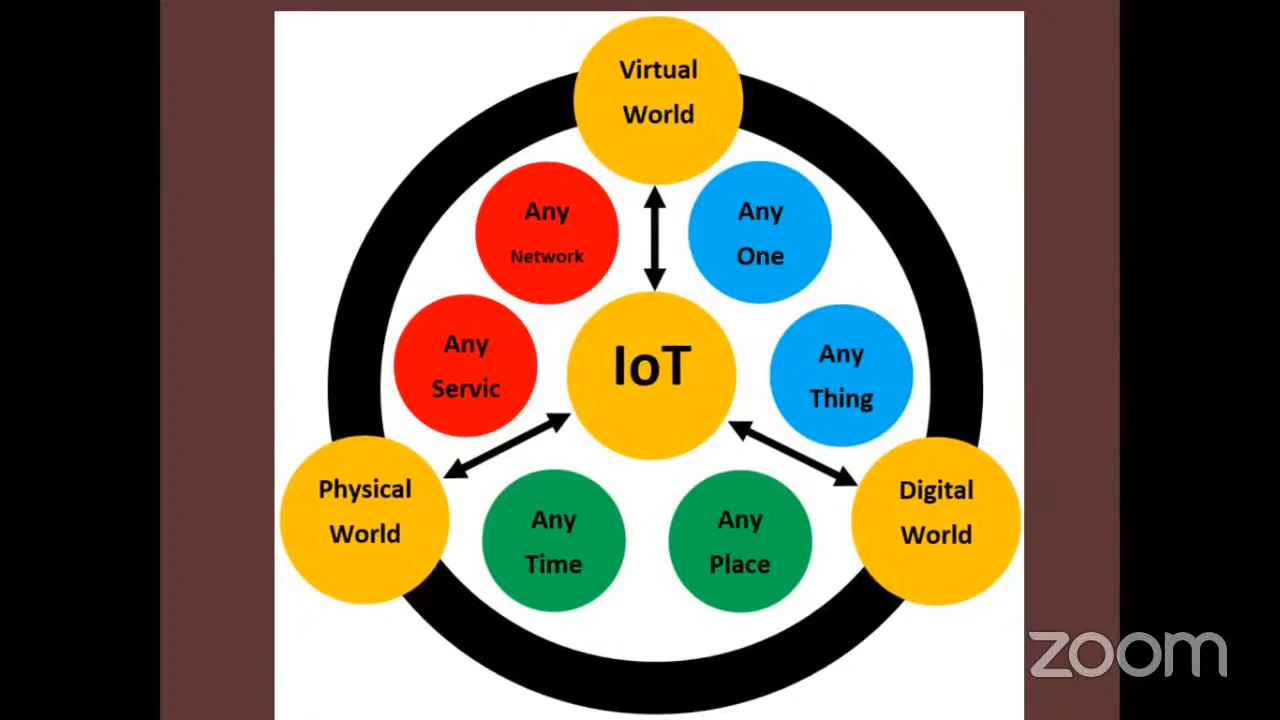 Virtual
World
Any
Network
Any
One
Any
Servic
IoT
Any
Thing
Physical
World
Any
Time
Any
Place
Digital
World
zoom